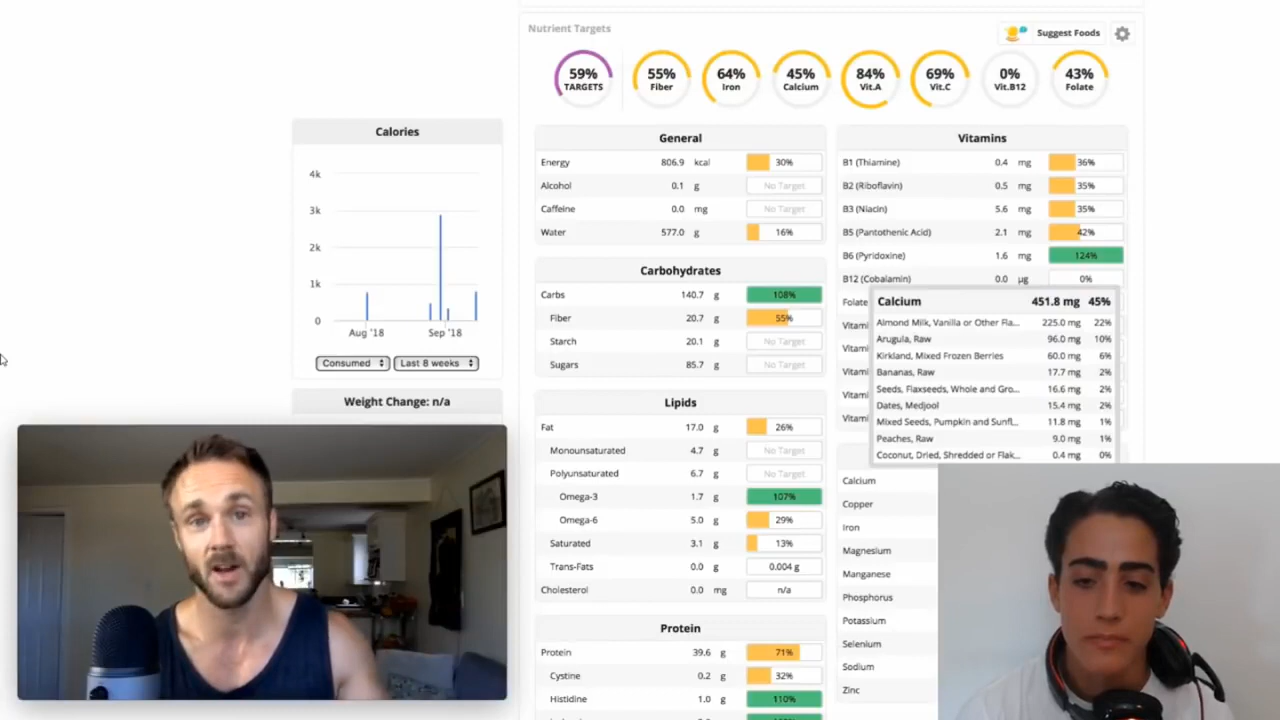 Nutrient Targets
Suggest Foods
59% TARGETS
55% Fiber
64% Iron
45% Calcium
84% Vit.A
69% Vit.C
0% Vit.B12
43% Folate
Calories
4k
3k
2k
1k
0
Aug '18 Sep '18
Consumed Last 8 weeks
Weight Change: n/a
General
Energy 806.9 kcal 30%
Alcohol 0.1 g No Target
Caffeine 0.0 mg No Target
Water 577.0 g 16%
Carbohydrates
Carbs 140.7 g 108%
Fiber 20.7 g 55%
Starch 20.1 g No Target
Sugars 85.7 g No Target
Lipids
Fat 17.0 g 26%
Monounsaturated 4.7 g No Target
Polyunsaturated 6.7 g No Target
Omega-3 1.7 g 107%
Omega-6 5.0 g 29%
Saturated 3.1 g 13%
Trans-Fats 0.0 g 0.004 g
Cholesterol 0.0 mg n/a
Protein
Protein 39.6 g 71%
Cystine 0.2 g 32%
Histidine 1.0 g 110%
Vitamins
B1 (Thiamine) 0.4 mg 36%
B2 (Riboflavin) 0.5 mg 35%
B3 (Niacin) 5.6 mg 35%
B5 (Pantothenic Acid) 2.1 mg 42%
B6 (Pyridoxine) 1.6 mg 124%
B12 (Cobalamin) 0.0 µg 0%
Folate
Vitami
Vitami
Vitami
Vitami
Vitami
Calcium 451.8 mg 45%
Almond Milk, Vanilla or Other Fla... 225.0 mg 22%
Arugula, Raw 96.0 mg 10%
Kirkland, Mixed Frozen Berries 60.0 mg 6%
Bananas, Raw 17.7 mg 2%
Seeds, Flaxseeds, Whole and Gro... 16.6 mg 2%
Dates, Medjool 15.4 mg 2%
Mixed Seeds, Pumpkin and Sunfl... 11.8 mg 1%
Peaches, Raw 9.0 mg 1%
Coconut, Dried, Shredded or Flak... 0.4 mg 0%
Calcium
Copper
Iron
Magnesium
Manganese
Phosphorus
Potassium
Selenium
Sodium
Zinc